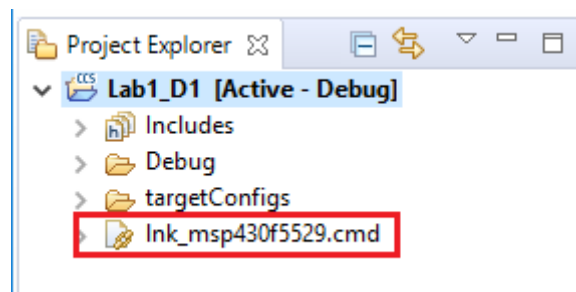 Project Explorer
Lab1_D1 [Active - Debug]
Includes
Debug
targetConfigs
lnk_msp430f5529.cmd